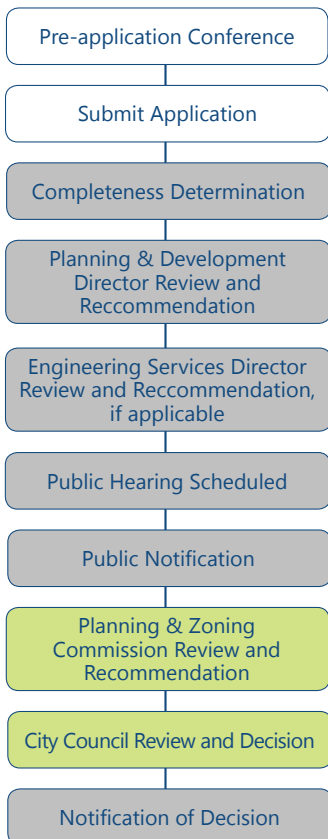 Pre-application Conference
Submit Application
Completeness Determination
Planning & Development
Director Review and
Reccommendation
Engineering Services Director
Review and Reccommendation,
if applicable
Public Hearing Scheduled
Public Notification
Planning & Zoning
Commission Review and
Recommendation
City Council Review and Decision
Notification of Decision